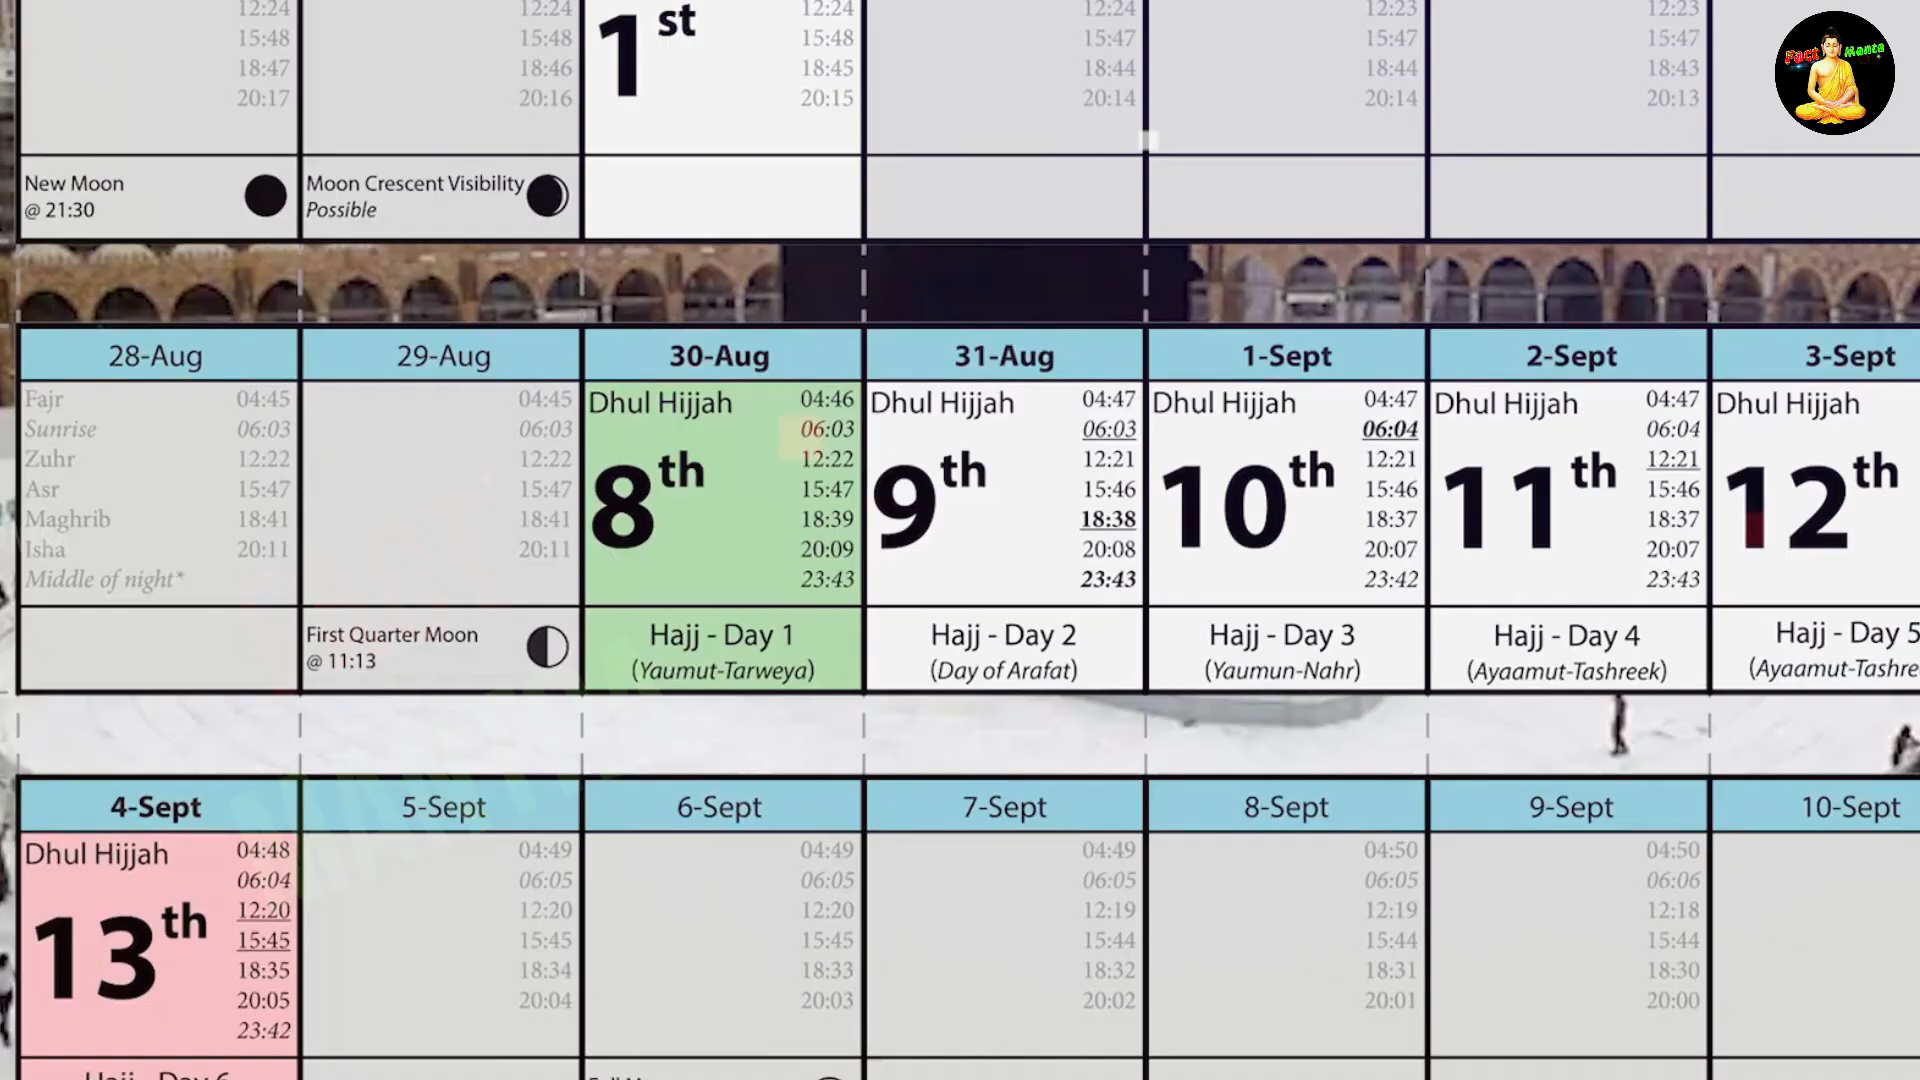 12:24
15:48
18:47
20:17
12:24
15:48
18:46
20:16
1st
12:24
15:48
18:45
20:15
12:24
15:47
18:44
20:14
12:23
15:47
18:44
20:14
12:23
15:47
18:43
20:13
Fact Manta
New Moon
@ 21:30
Moon Crescent Visibility
Possible
28-Aug
29-Aug
30-Aug
31-Aug
1-Sept
2-Sept
3-Sept
Fajr 04:45
Sunrise 06:03
Zuhr 12:22
Asr 15:47
Maghrib 18:41
Isha 20:11
Middle of night*
04:45
06:03
12:22
15:47
18:41
20:11
First Quarter Moon
@ 11:13
Dhul Hijjah
8th
04:46
06:03
12:22
15:47
18:39
20:09
23:43
Hajj - Day 1
(Yaumut-Tarweya)
Dhul Hijjah
9th
04:47
06:03
12:21
15:46
18:38
20:08
23:43
Hajj - Day 2
(Day of Arafat)
Dhul Hijjah
10th
04:47
06:04
12:21
15:46
18:37
20:07
23:42
Hajj - Day 3
(Yaumun-Nahr)
Dhul Hijjah
11th
04:47
06:04
12:21
15:46
18:37
20:07
23:43
Hajj - Day 4
(Ayaamut-Tashreek)
Dhul Hijjah
12th
Hajj - Day 5
(Ayaamut-Tashre
4-Sept
5-Sept
6-Sept
7-Sept
8-Sept
9-Sept
10-Sept
Dhul Hijjah
13th
04:48
06:04
12:20
15:45
18:35
20:05
23:42
Hajj - Day 6
04:49
06:05
12:20
15:45
18:34
20:04
04:49
06:05
12:20
15:45
18:33
20:03
04:49
06:05
12:19
15:44
18:32
20:02
04:50
06:05
12:19
15:44
18:31
20:01
04:50
06:06
12:18
15:44
18:30
20:00